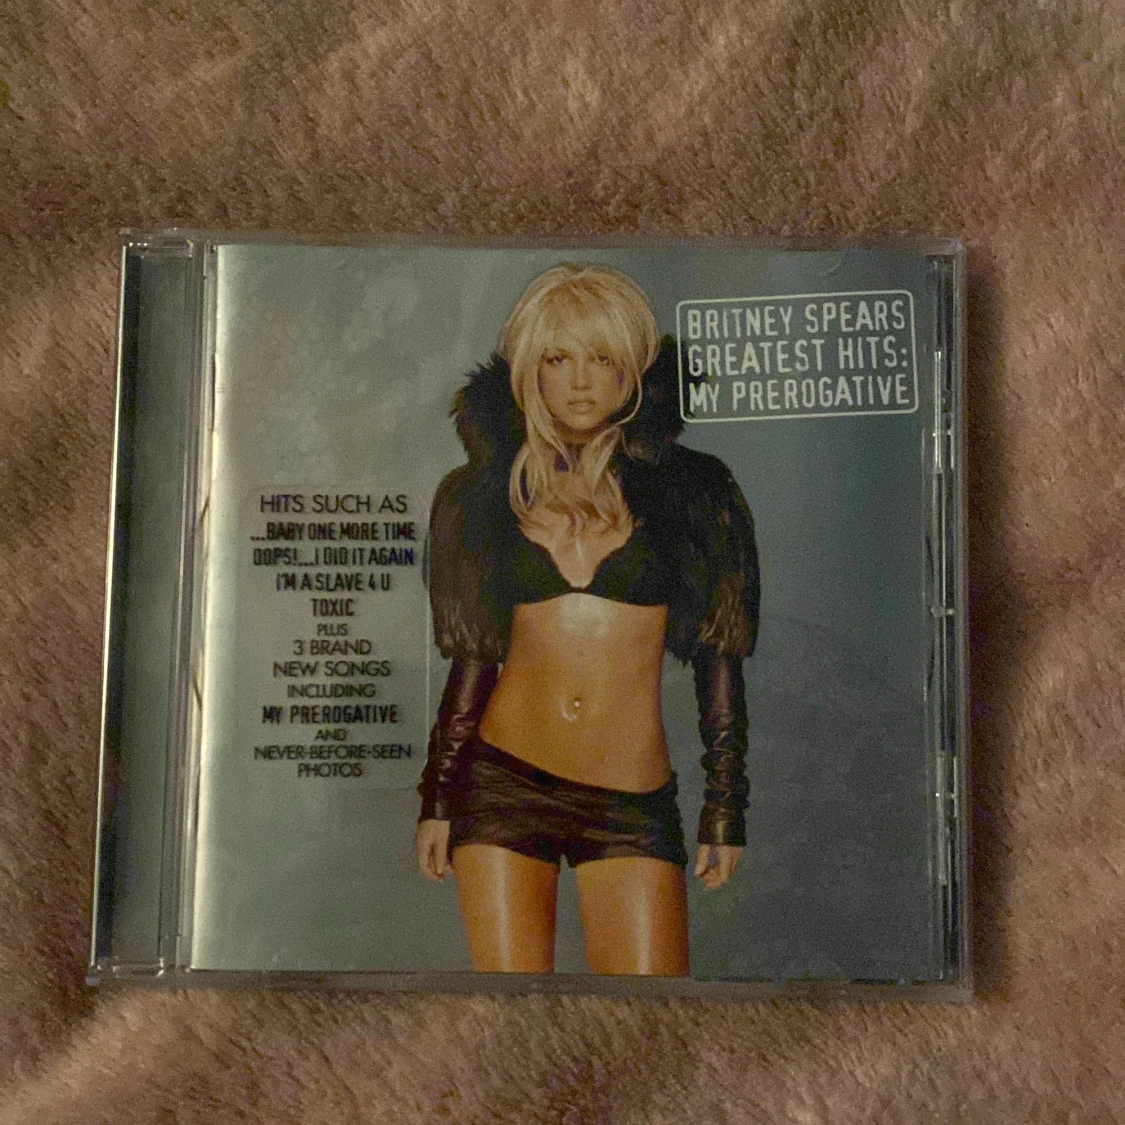 BRITNEY SPEARS
GREATEST HITS:
MY PREROGATIVE
HITS SUCH AS
...BABY ONE MORE TIME
OOPS!...I DID IT AGAIN
I'M A SLAVE 4 U
TOXIC
PLUS
3 BRAND
NEW SONGS
INCLUDING
MY PREROGATIVE
AND
NEVER-BEFORE-SEEN
PHOTOS